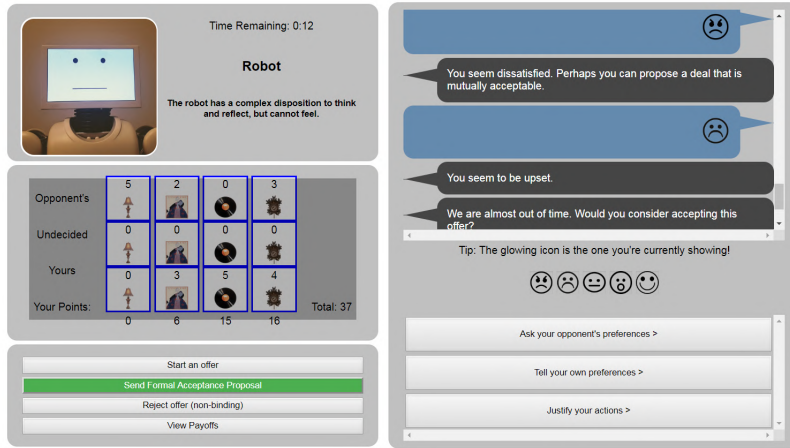 Time Remaining: 0:12
Robot
The robot has a complex disposition to think
and reflect, but cannot feel.
5 2 0 3
Opponent's
Undecided
0 0 0 0
Yours
0 3 5 4
Your Points:
Total: 37
0 6 15 16
Start an offer
Send Formal Acceptance Proposal
Reject offer (non-binding)
View Payoffs
You seem dissatisfied. Perhaps you can propose a deal that is
mutually acceptable.
You seem to be upset.
We are almost out of time. Would you consider accepting this
offer?
Tip: The glowing icon is the one you're currently showing!
Ask your opponent's preferences >
Tell your own preferences >
Justify your actions >